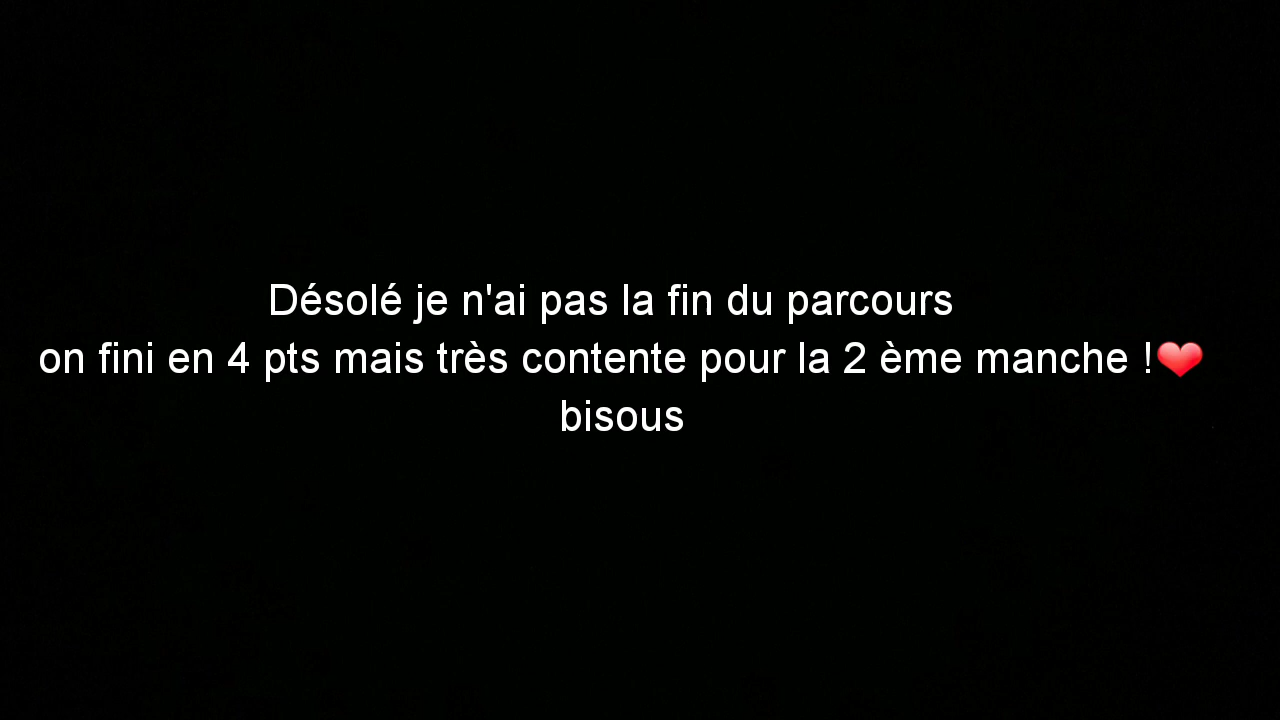 Désolé je n'ai pas la fin du parcours
on fini en 4 pts mais très contente pour la 2 ème manche !❤
bisous